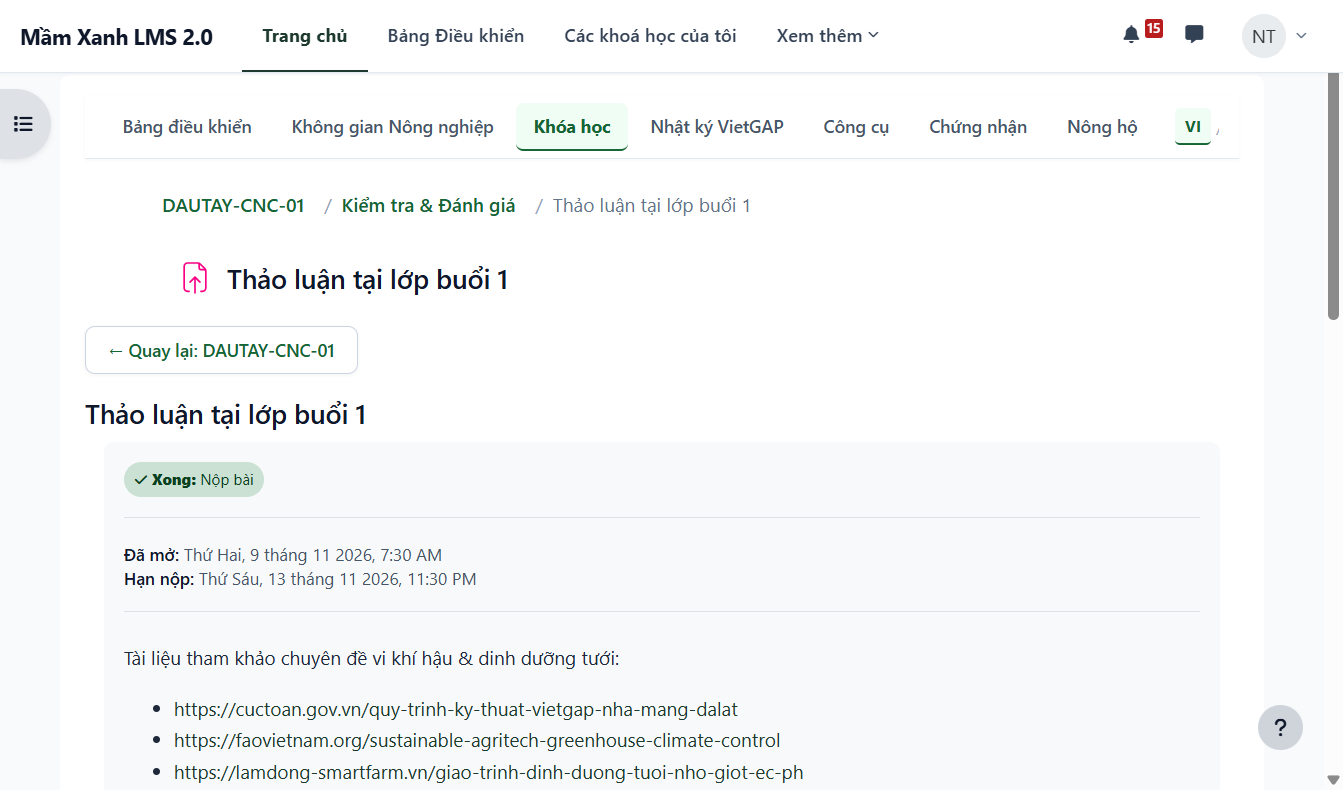 Mầm Xanh LMS 2.0
Trang chủ
Bảng Điều khiển
Các khoá học của tôi
Xem thêm
15
NT
Bảng điều khiển
Không gian Nông nghiệp
Khóa học
Nhật ký VietGAP
Công cụ
Chứng nhận
Nông hộ
VI
/
DAUTAY-CNC-01 / Kiểm tra & Đánh giá / Thảo luận tại lớp buổi 1
Thảo luận tại lớp buổi 1
← Quay lại: DAUTAY-CNC-01
Thảo luận tại lớp buổi 1
✓ Xong: Nộp bài
Đã mở: Thứ Hai, 9 tháng 11 2026, 7:30 AM
Hạn nộp: Thứ Sáu, 13 tháng 11 2026, 11:30 PM
Tài liệu tham khảo chuyên đề vi khí hậu & dinh dưỡng tưới:
• https://cuctoan.gov.vn/quy-trinh-ky-thuat-vietgap-nha-mang-dalat
• https://faovietnam.org/sustainable-agritech-greenhouse-climate-control
• https://lamdong-smartfarm.vn/giao-trinh-dinh-duong-tuoi-nho-giot-ec-ph
?